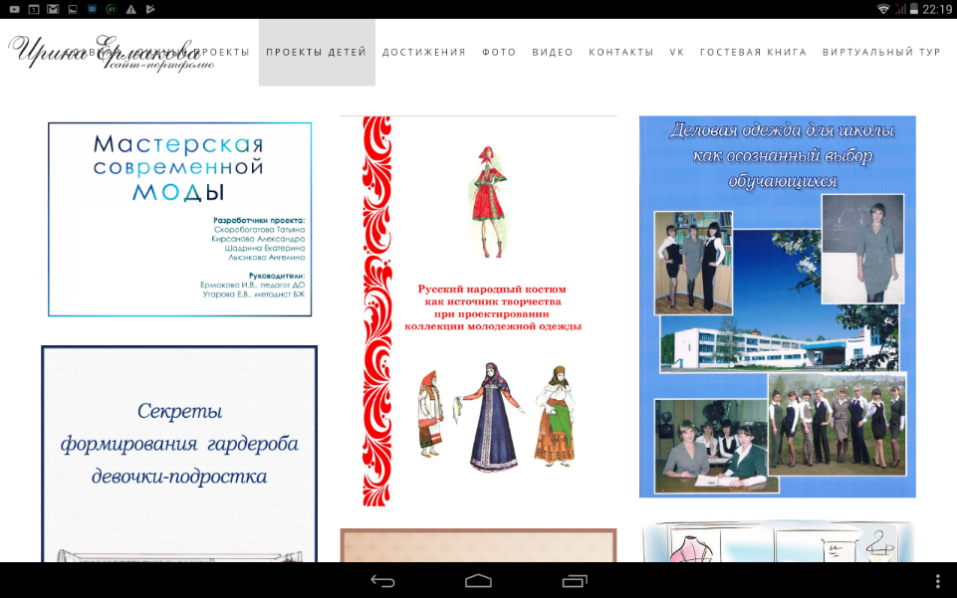 22:19
Ирина Ермакова
сайт-портфолио
ПРОЕКТЫ
ПРОЕКТЫ ДЕТЕЙ
ДОСТИЖЕНИЯ
ФОТО
ВИДЕО
КОНТАКТЫ
VK
ГОСТЕВАЯ КНИГА
ВИРТУАЛЬНЫЙ ТУР
Мастерская
современной
моды
Разработчики проекта:
Скоробогатова Татьяна
Кирсанова Александра
Шадрина Екатерина
Лысикова Ангелина
Руководители:
Ермакова И.В., педагог ДО
Угарова Е.В., методист БЖ
Секреты
формирования гардероба
девочки-подростка
Русский народный костюм
как источник творчества
при проектировании
коллекции молодежной одежды
Деловая одежда для школы
как осознанный выбор
обучающихся